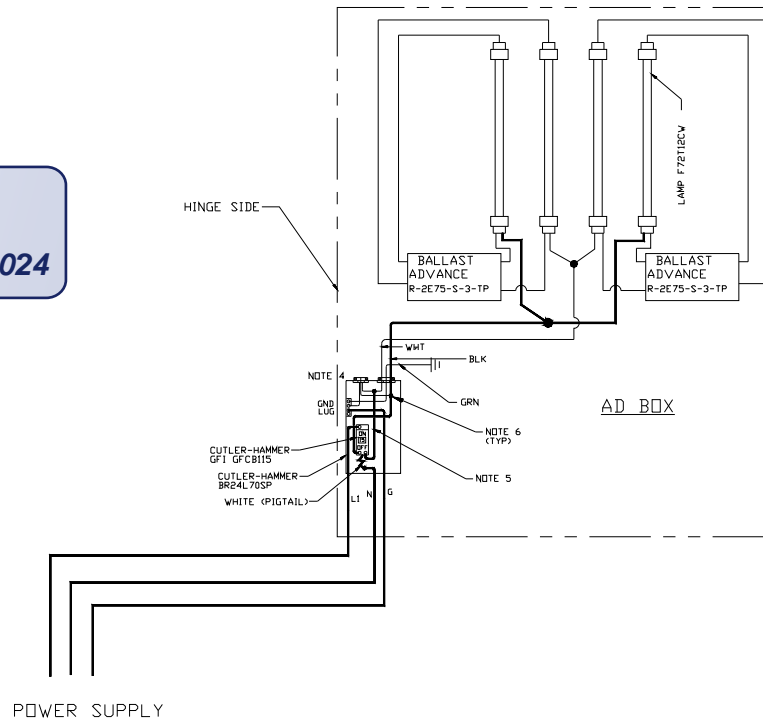 LAMP F72T12CW
HINGE SIDE
024
BALLAST
ADVANCE
R-2E75-S-3-TP
BALLAST
ADVANCE
R-2E75-S-3-TP
WHT
BLK
NOTE 4
GRN
GND
LUG
AD BOX
NOTE 6
(TYP)
CUTLER-HAMMER
GFI GFCB115
NOTE 5
CUTLER-HAMMER
BR24L70SP
WHITE (PIGTAIL)
L1 N G
POWER SUPPLY